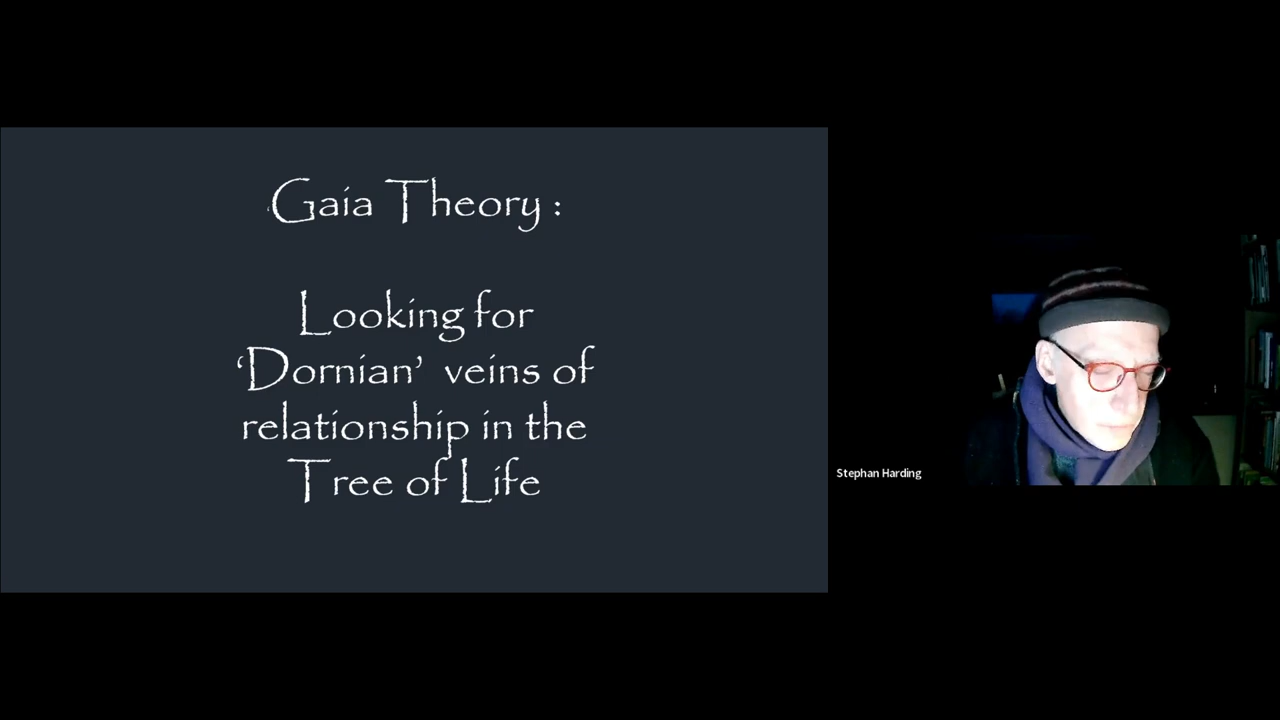 Gaia Theory :
Looking for
‘Dornian’ veins of
relationship in the
Tree of Life
Stephan Harding